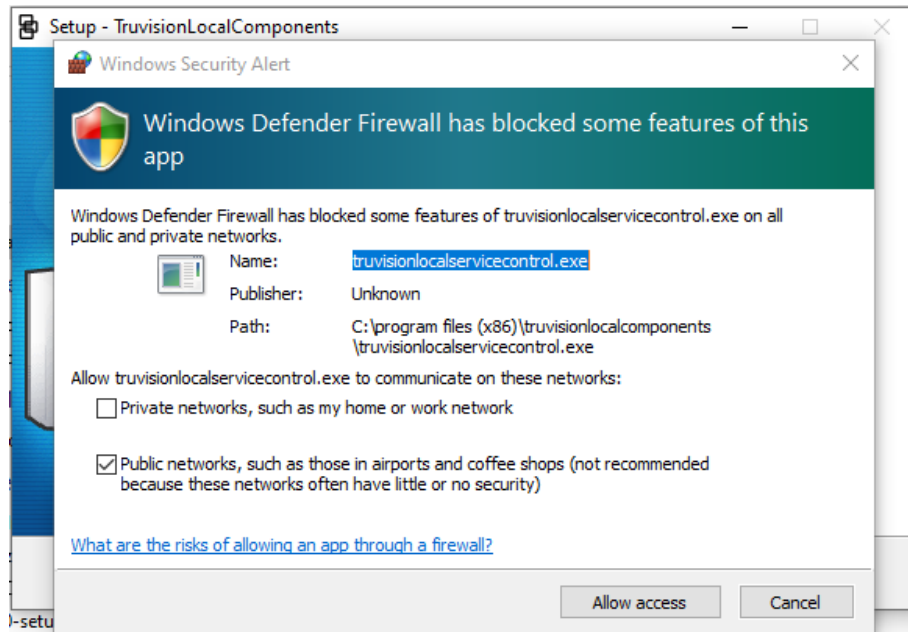 Setup - TruvisionLocalComponents
Windows Security Alert
Windows Defender Firewall has blocked some features of this
app
Windows Defender Firewall has blocked some features of truvisionlocalservicecontrol.exe on all
public and private networks.
Name: truvisionlocalservicecontrol.exe
Publisher: Unknown
Path: C:\program files (x86)\truvisionlocalcomponents
\truvisionlocalservicecontrol.exe
Allow truvisionlocalservicecontrol.exe to communicate on these networks:
Private networks, such as my home or work network
Public networks, such as those in airports and coffee shops (not recommended
because these networks often have little or no security)
What are the risks of allowing an app through a firewall?
Allow access Cancel
-setu